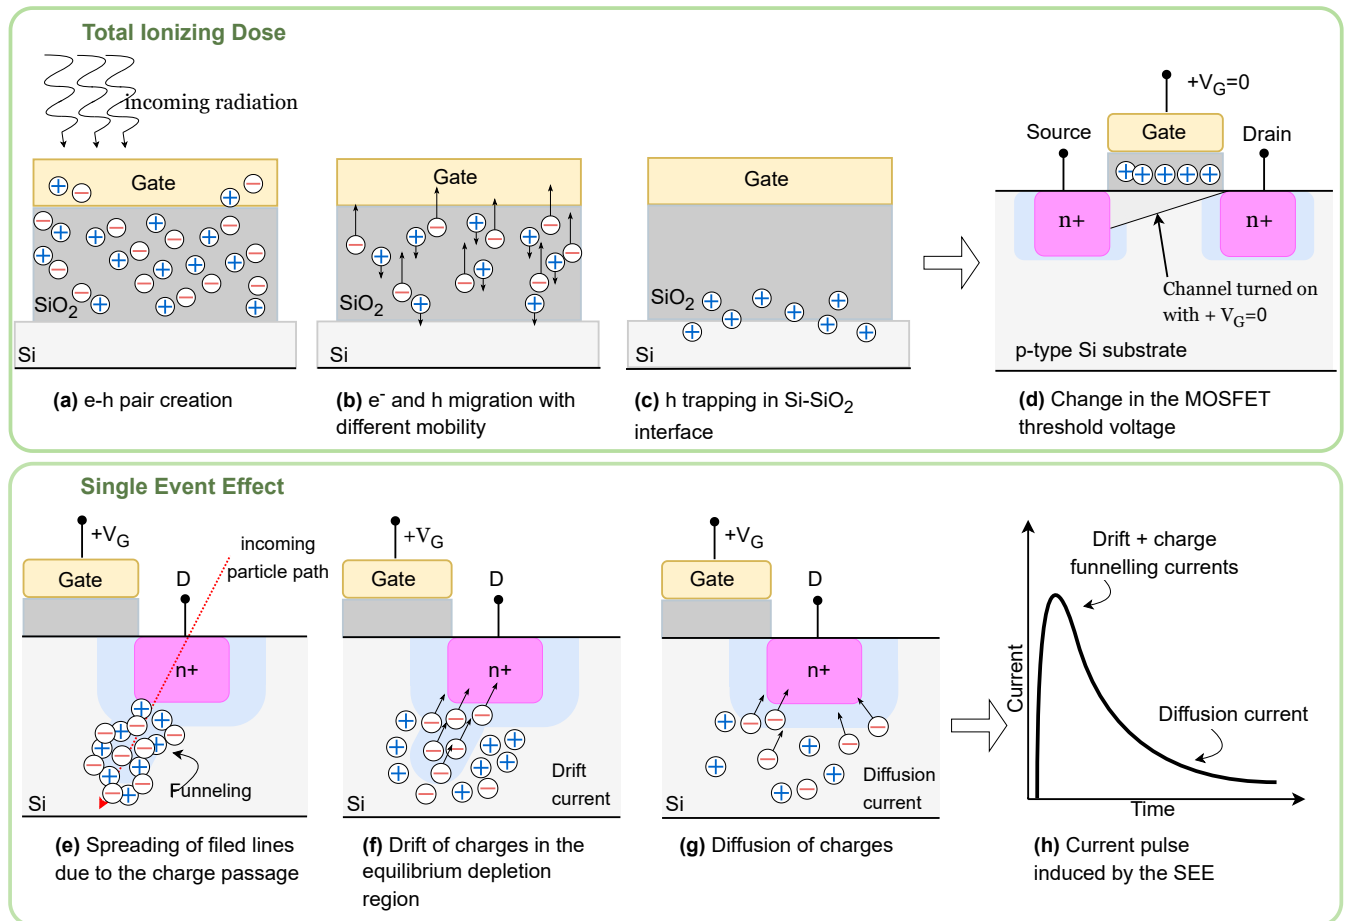 Total Ionizing Dose
incoming radiation
Gate
SiO2
Si
(a) e-h pair creation
Gate
SiO2
Si
(b) e- and h migration with
different mobility
Gate
SiO2
Si
(c) h trapping in Si-SiO2
interface
+VG=0
Source
Gate
Drain
n+
n+
Channel turned on
with + VG=0
p-type Si substrate
(d) Change in the MOSFET
threshold voltage
Single Event Effect
+VG
incoming
particle path
Gate
D
n+
Funneling
Si
(e) Spreading of filed lines
due to the charge passage
+VG
Gate
D
n+
Drift
current
Si
(f) Drift of charges in the
equilibrium depletion
region
+VG
Gate
D
n+
Diffusion
current
Si
(g) Diffusion of charges
Drift + charge
funnelling currents
Current
Diffusion current
Time
(h) Current pulse
induced by the SEE